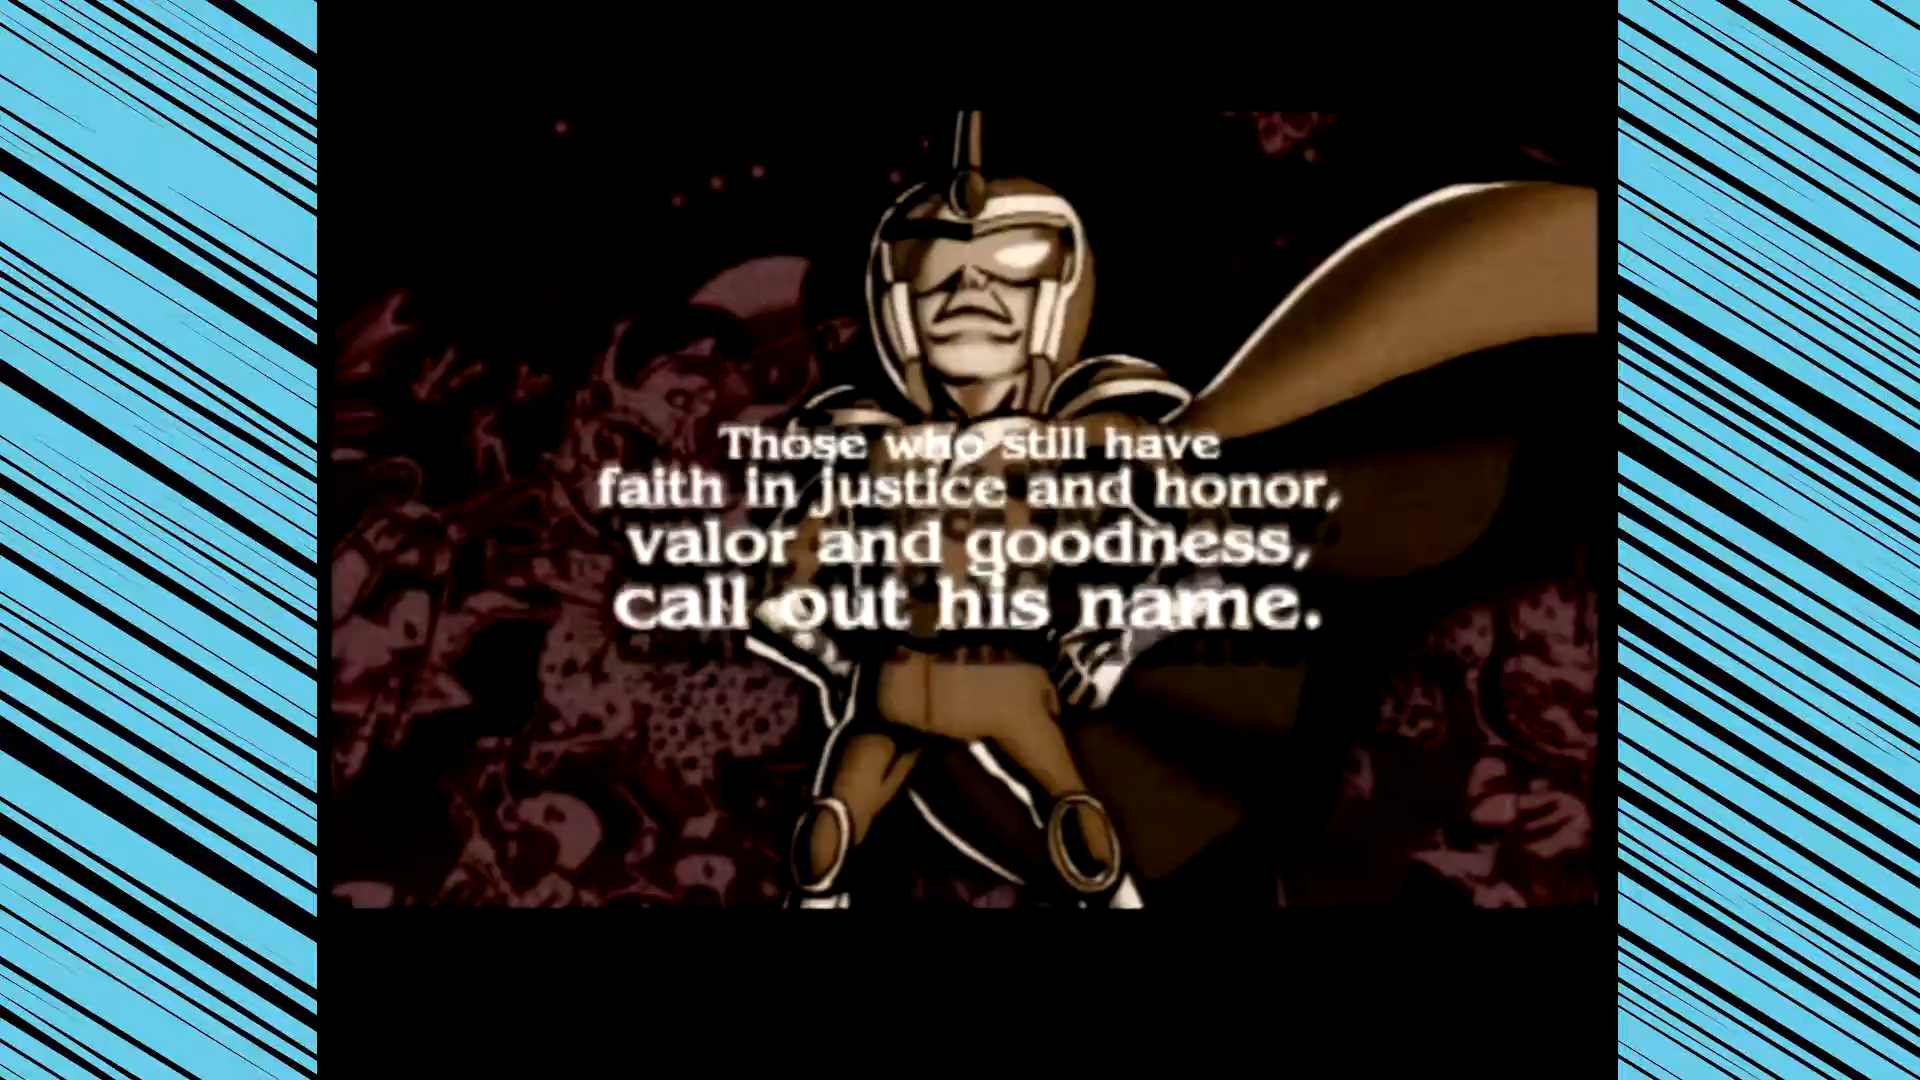 Those who still have
faith in justice and honor,
valor and goodness,
call out his name.